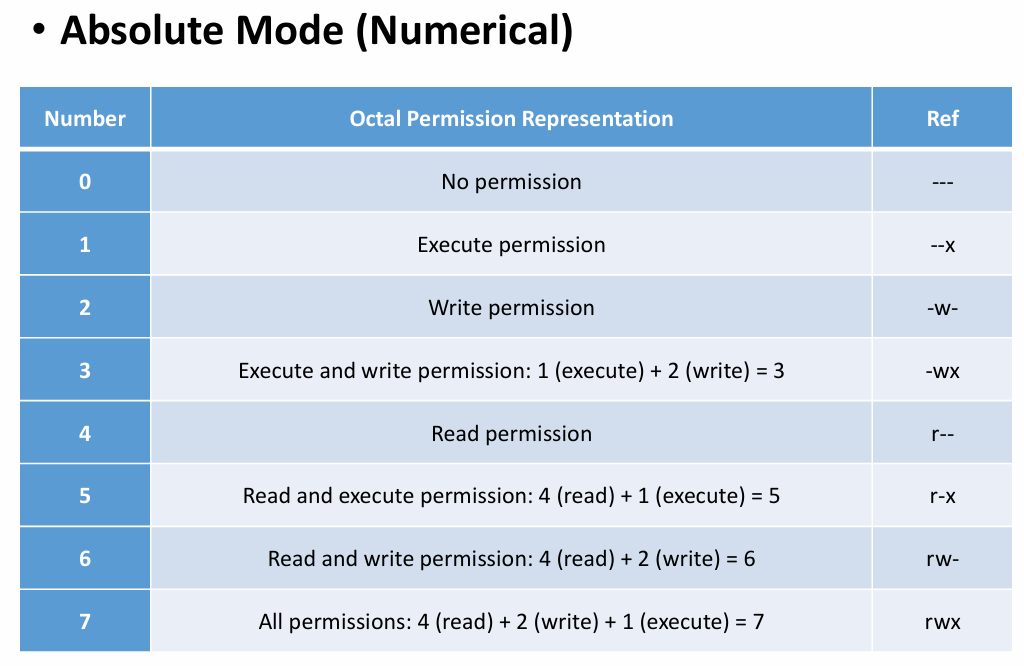 • Absolute Mode (Numerical)
Number Octal Permission Representation Ref
0 No permission ---
1 Execute permission --x
2 Write permission -w-
3 Execute and write permission: 1 (execute) + 2 (write) = 3 -wx
4 Read permission r--
5 Read and execute permission: 4 (read) + 1 (execute) = 5 r-x
6 Read and write permission: 4 (read) + 2 (write) = 6 rw-
7 All permissions: 4 (read) + 2 (write) + 1 (execute) = 7 rwx